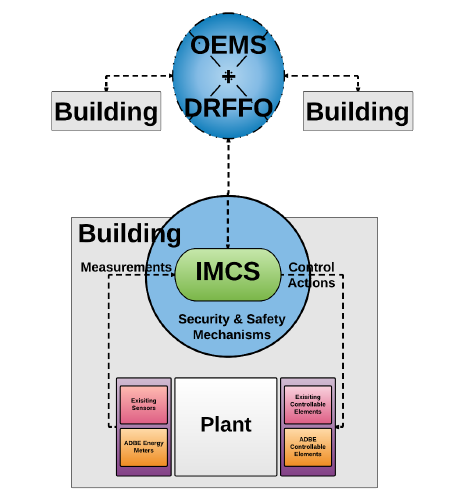 OEMS
+
DRFFO
Building
Building
Building
Measurements
IMCS
Control
Actions
Security & Safety
Mechanisms
Exisiting
Sensors
ADBE Energy
Meters
Plant
Exisiting
Controllable
Elements
ADBE
Controllable
Elements